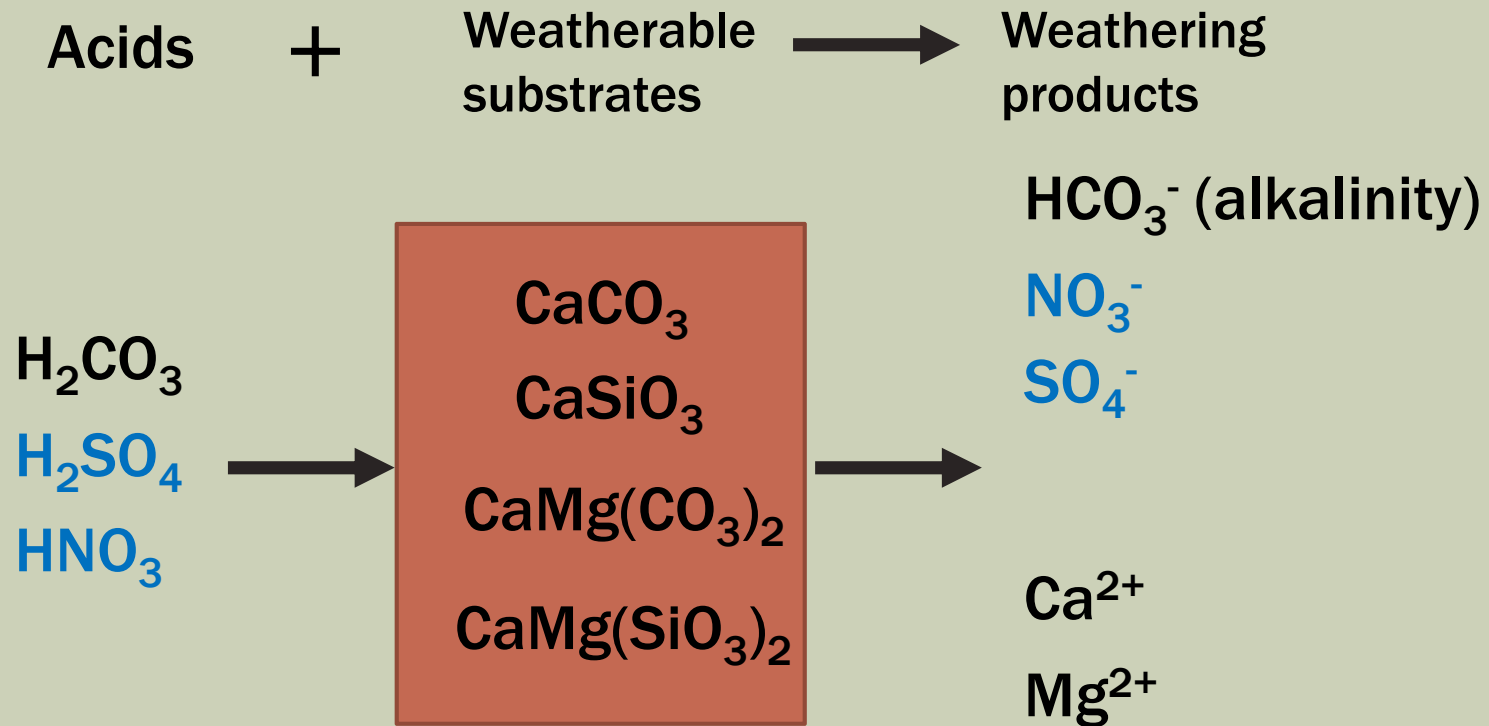 Acids + Weatherable substrates Weathering products
H₂CO₃
H₂SO₄
HNO₃
CaCO₃
CaSiO₃
CaMg(CO₃)₂
CaMg(SiO₃)₂
HCO₃⁻ (alkalinity)
NO₃⁻
SO₄⁻
Ca²⁺
Mg²⁺